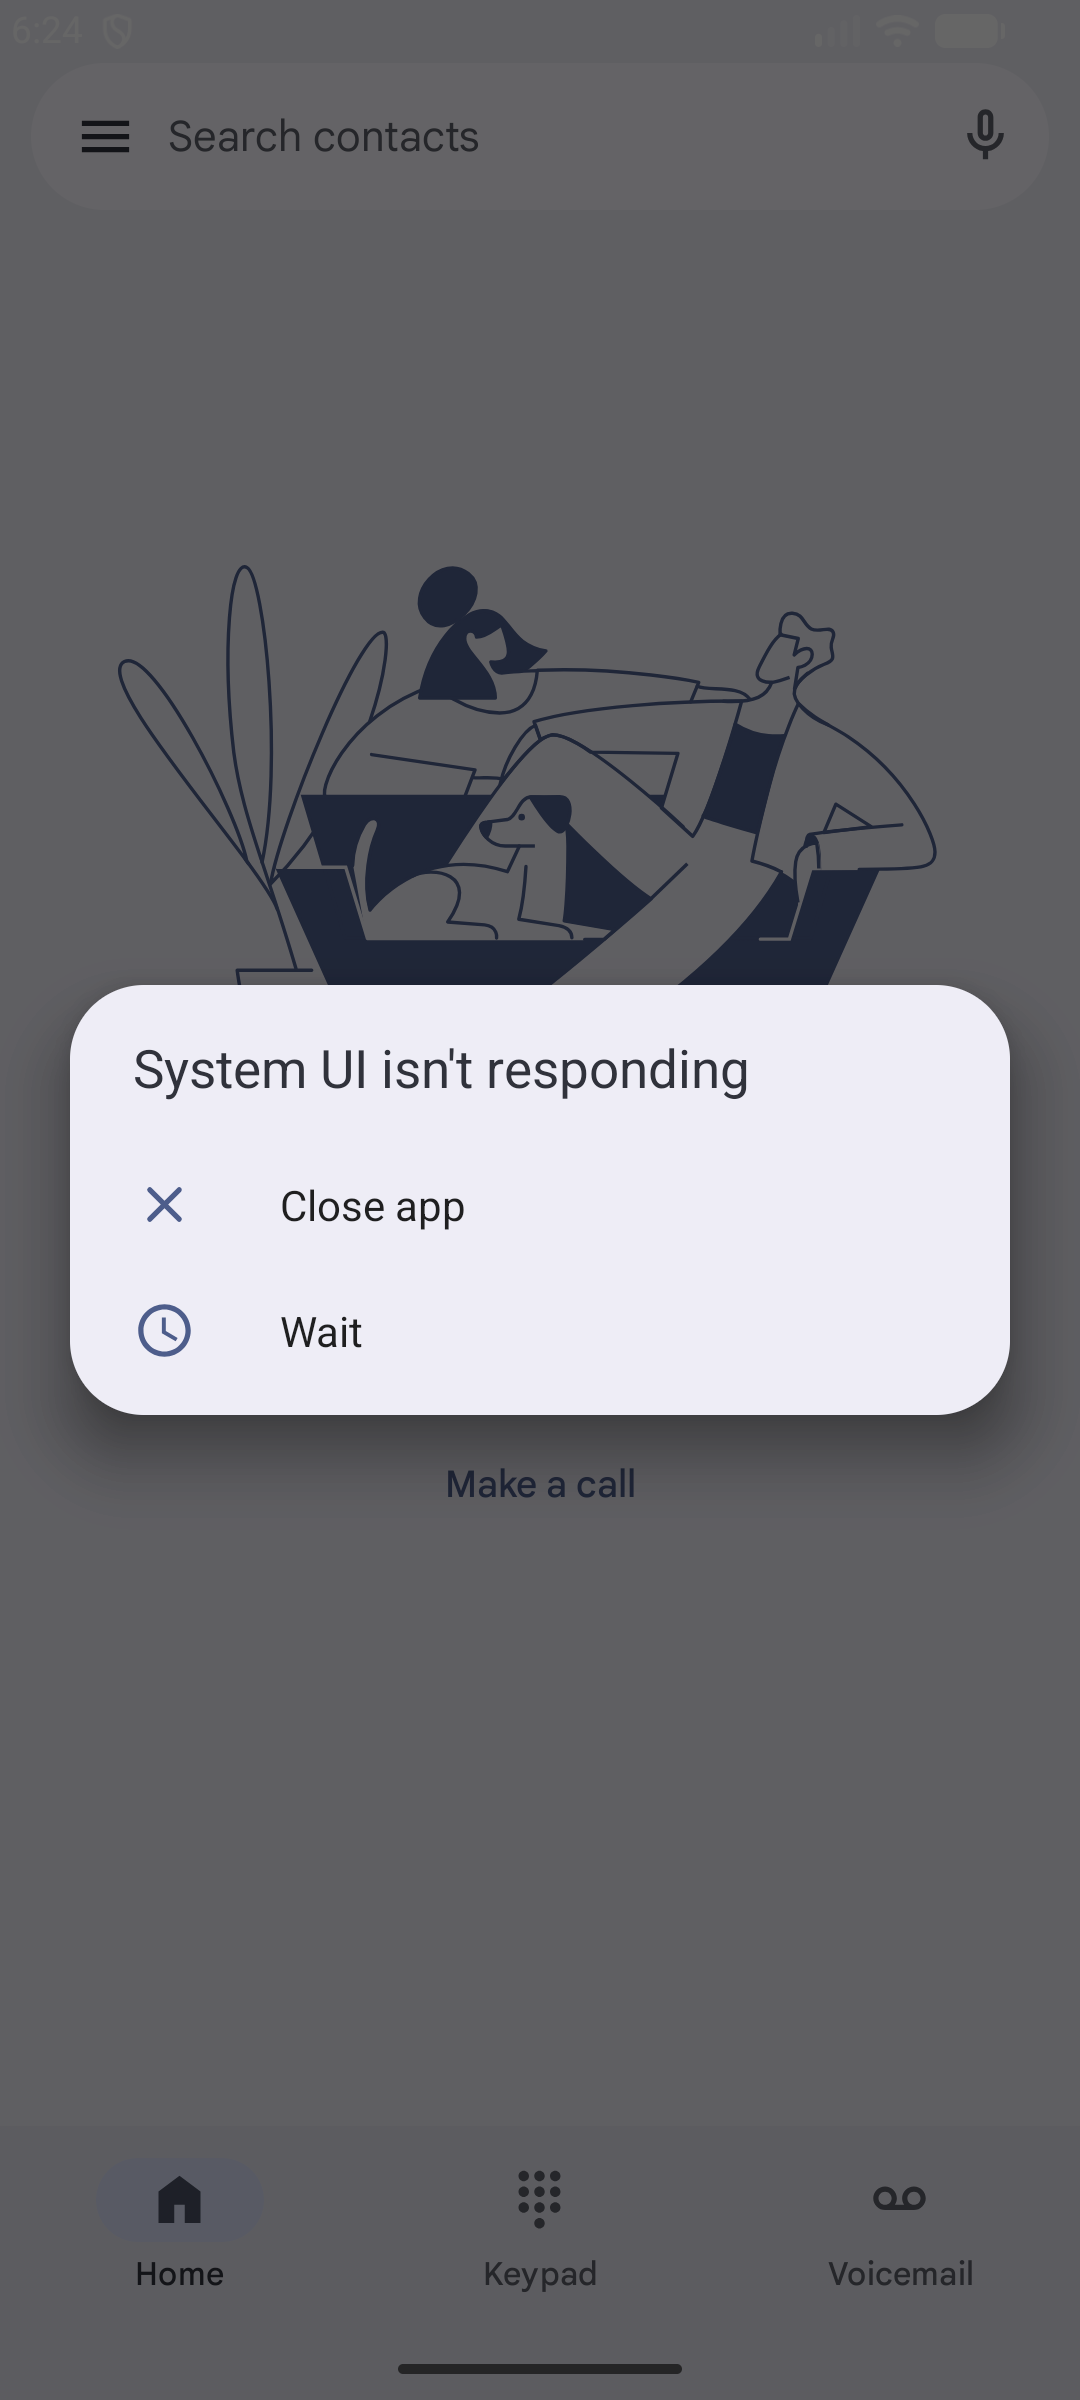 6:24
Search contacts
System UI isn't responding
Close app
Wait
Make a call
Home
Keypad
Voicemail